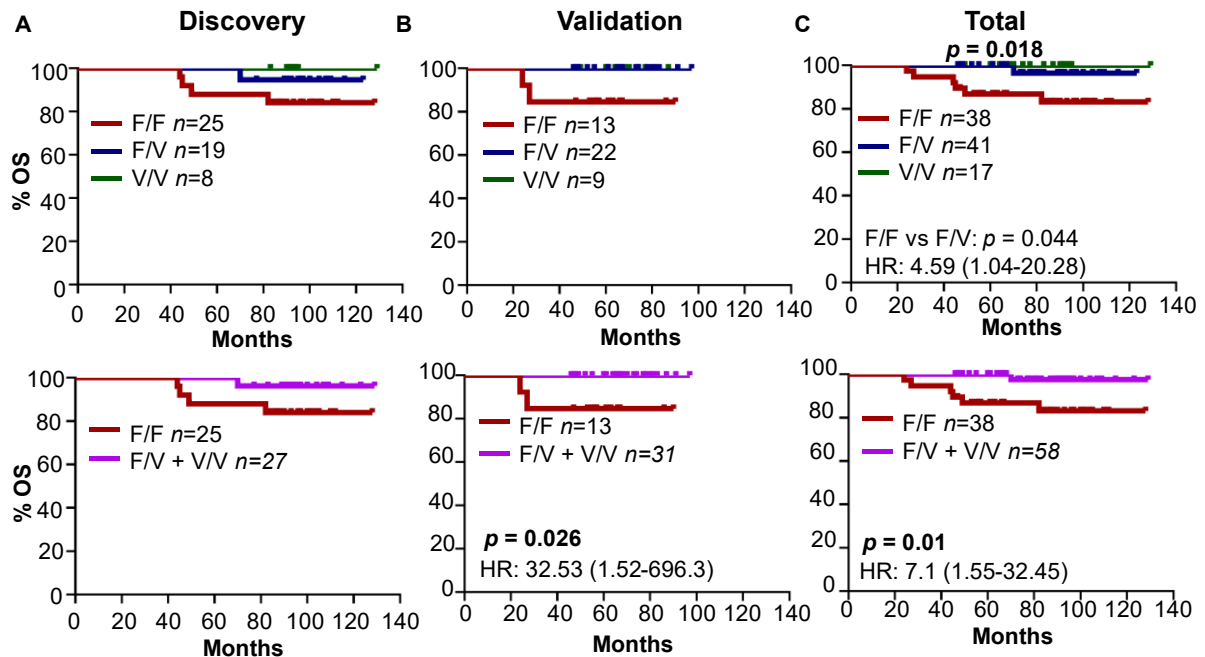 A Discovery
% OS
100
80
60
40
20
0
F/F n=25
F/V n=19
V/V n=8
0 20 40 60 80 100 120 140
Months
B Validation
100
80
60
40
20
0
F/F n=13
F/V n=22
V/V n=9
0 20 40 60 80 100 120 140
Months
C Total
p = 0.018
100
80
60
40
20
0
F/F n=38
F/V n=41
V/V n=17
F/F vs F/V: p = 0.044
HR: 4.59 (1.04-20.28)
0 20 40 60 80 100 120 140
Months
% OS
100
80
60
40
20
0
F/F n=25
F/V + V/V n=27
0 20 40 60 80 100 120 140
Months
100
80
60
40
20
0
F/F n=13
F/V + V/V n=31
p = 0.026
HR: 32.53 (1.52-696.3)
0 20 40 60 80 100 120 140
Months
100
80
60
40
20
0
F/F n=38
F/V + V/V n=58
p = 0.01
HR: 7.1 (1.55-32.45)
0 20 40 60 80 100 120 140
Months